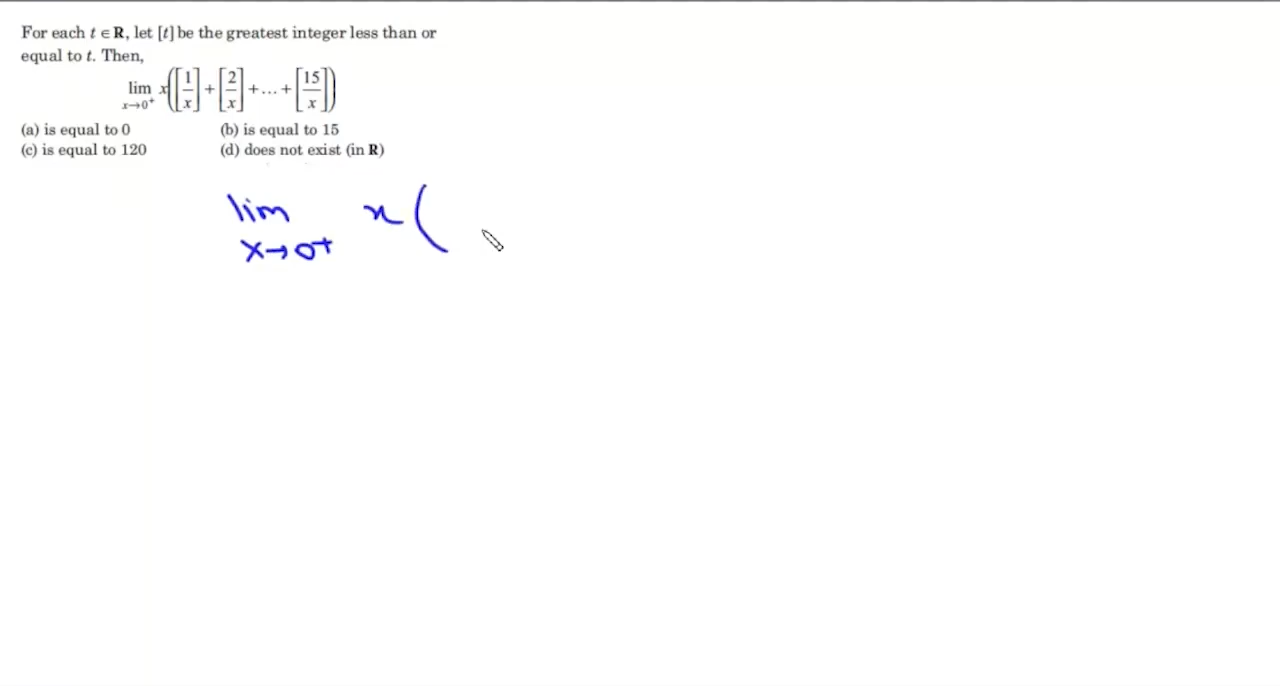 For each t ∈ R, let [t] be the greatest integer less than or
equal to t. Then,
lim x→0⁺ x([1/x] + [2/x] + ... + [15/x])
(a) is equal to 0 (b) is equal to 15
(c) is equal to 120 (d) does not exist (in R)
lim x (
x→0+